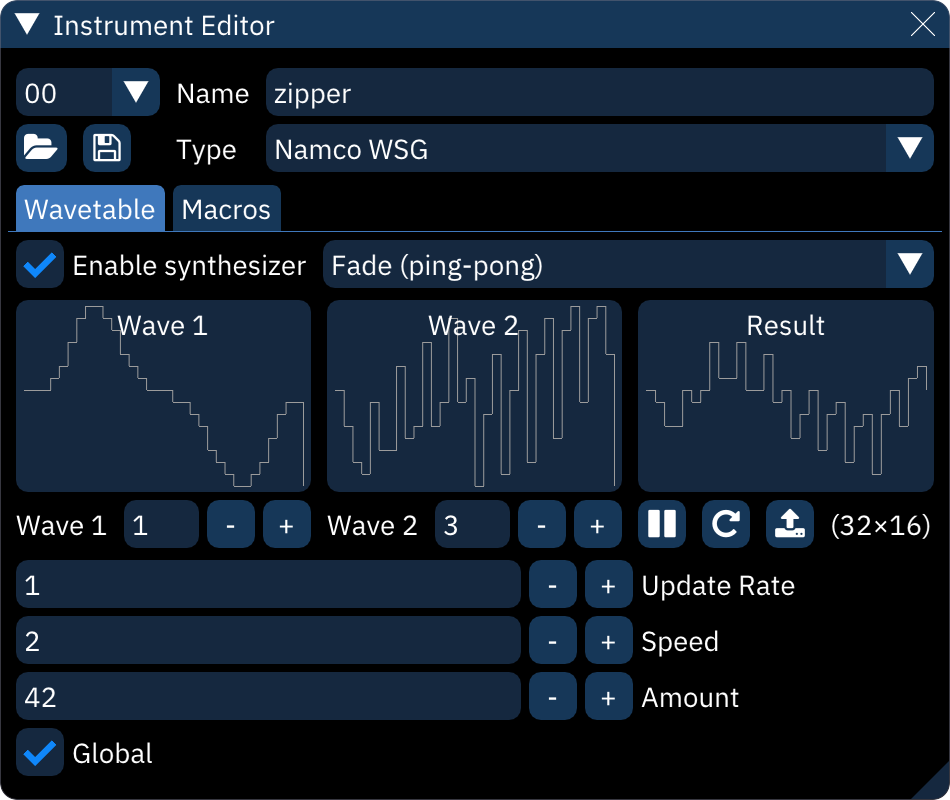 Instrument Editor
00 Name zipper
Type Namco WSG
Wavetable Macros
Enable synthesizer Fade (ping-pong)
Wave 1 Wave 2 Result
Wave 1 1 - + Wave 2 3 - + (32×16)
1 - + Update Rate
2 - + Speed
42 - + Amount
Global